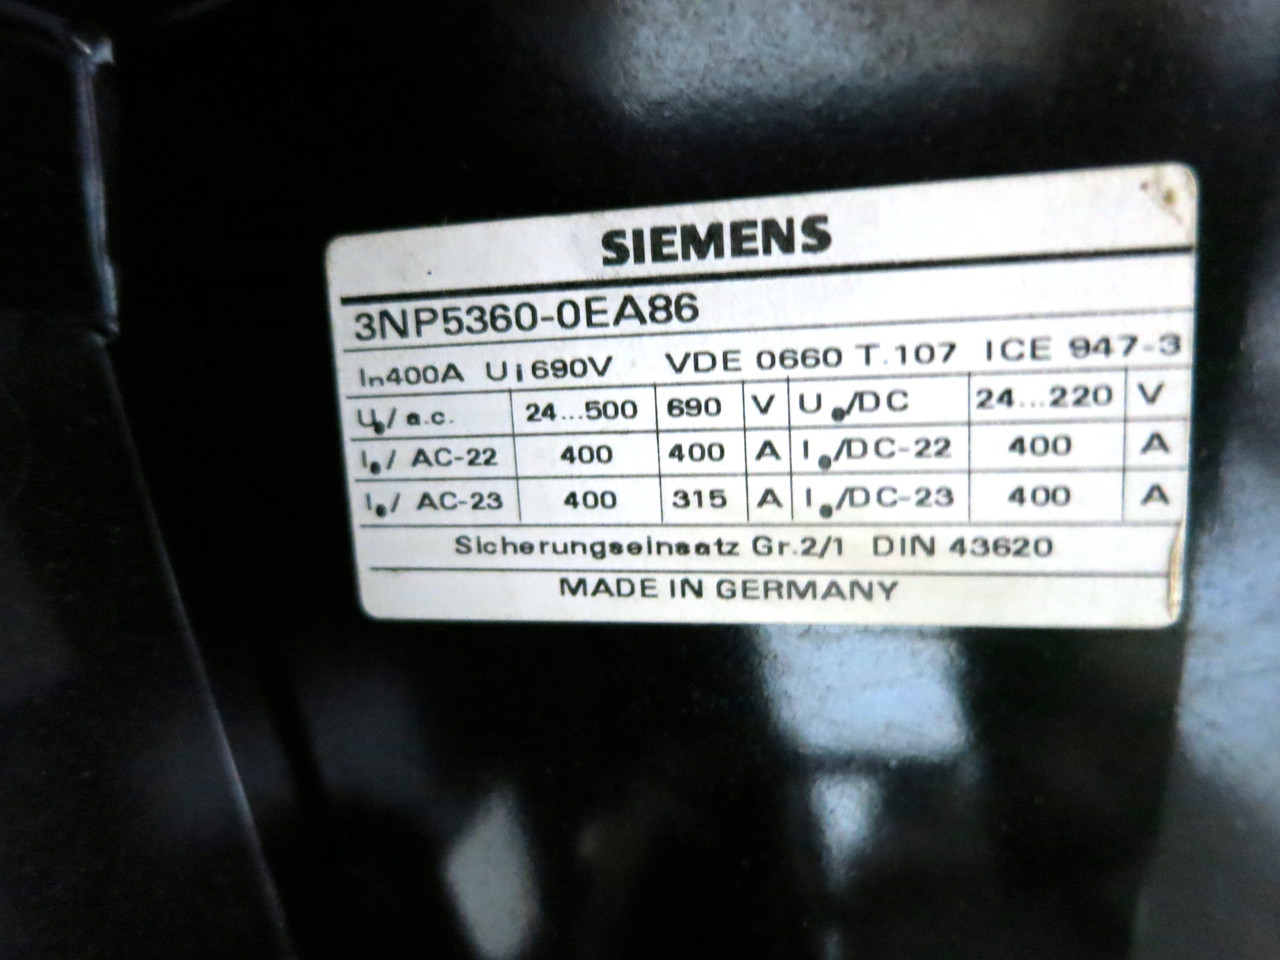 SIEMENS
3NP5360-0EA86
In400A Ui690V VDE 0660 T.107 ICE 947-3
Ue/ a.c. 24...500 690 V Ue/DC 24...220 V
Ie/ AC-22 400 400 A Ie/DC-22 400 A
Ie/ AC-23 400 315 A Ie/DC-23 400 A
Sicherungseinsatz Gr.2/1 DIN 43620
MADE IN GERMANY